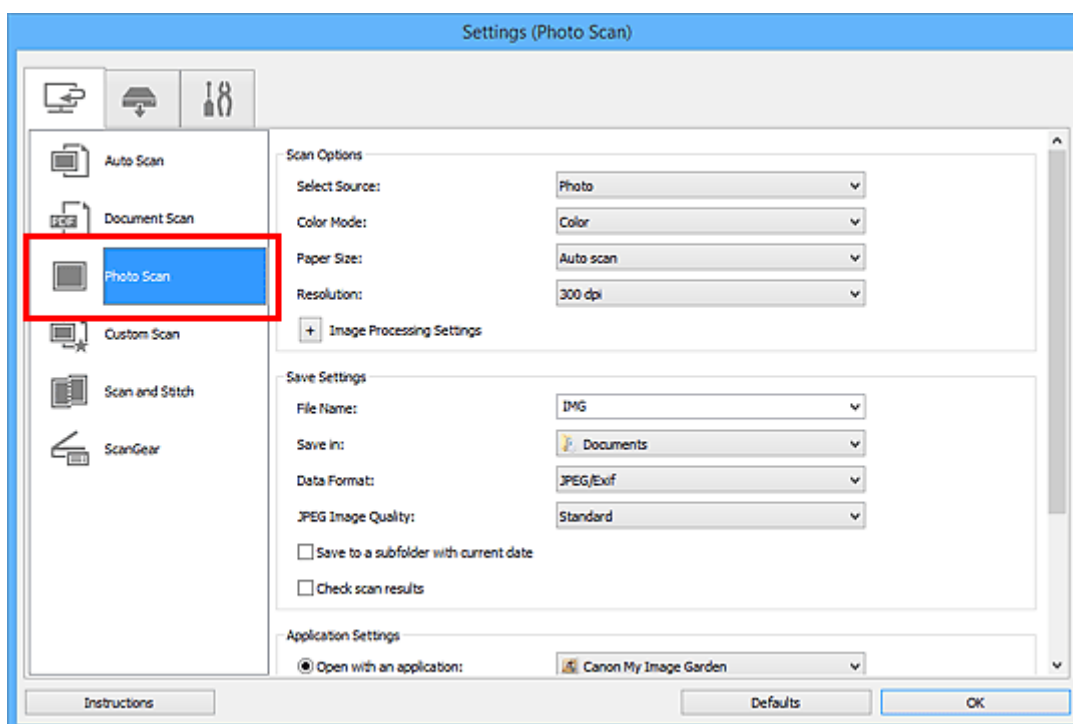 Settings (Photo Scan)
Auto Scan
PDF
Document Scan
Photo Scan
Custom Scan
Scan and Stitch
ScanGear
Scan Options
Select Source: Photo
Color Mode: Color
Paper Size: Auto scan
Resolution: 300 dpi
+ Image Processing Settings
Save Settings
File Name: IMG
Save in: Documents
Data Format: JPEG/Exif
JPEG Image Quality: Standard
Save to a subfolder with current date
Check scan results
Application Settings
Open with an application: Canon My Image Garden
Instructions Defaults OK